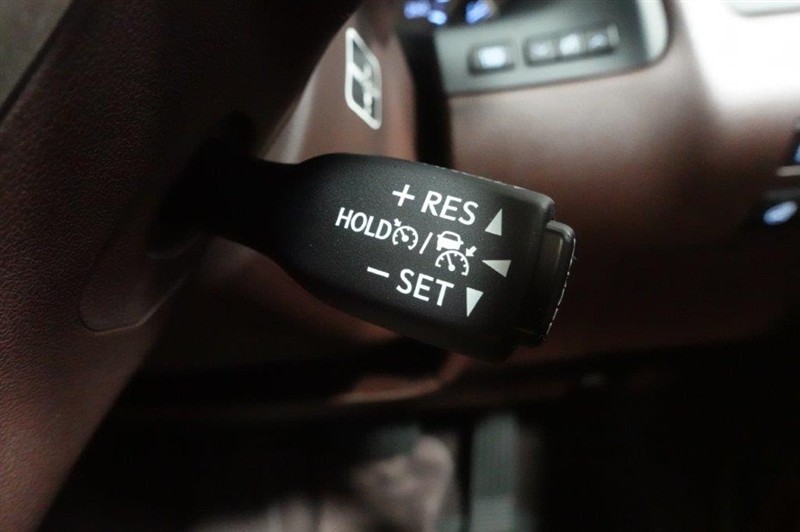 + RES
HOLD /
− SET